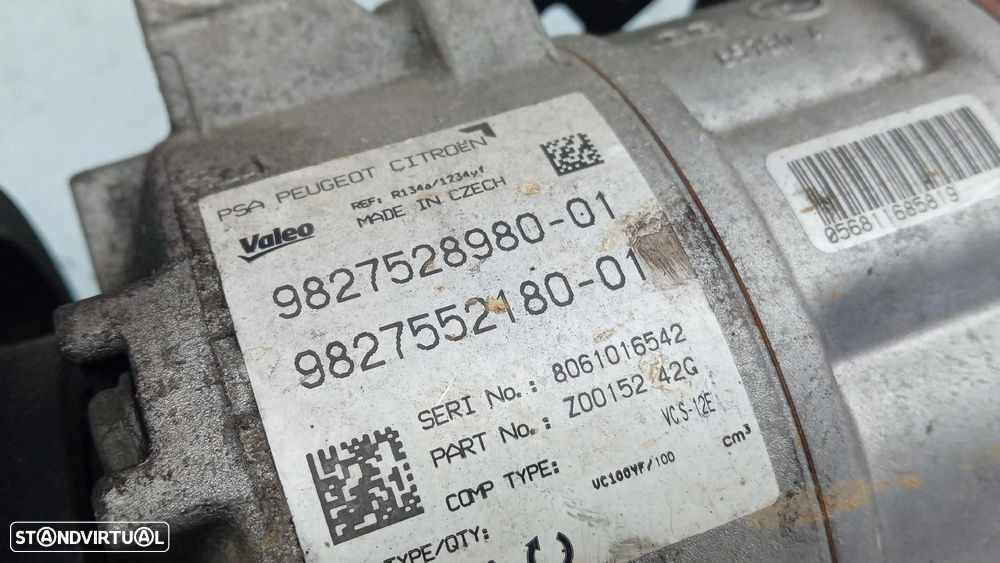 PSA PEUGEOT CITROËN
REF: R134a/1234yf
MADE IN CZECH
Valeo
9827528980-01
9827552180-01
SERI No.: 8061016542
PART No.: Z0015242G
COMP TYPE: VCS-12E
VC100YF/100 cm³
TYPE/QTY:
056811685819
STANDVIRTUAL